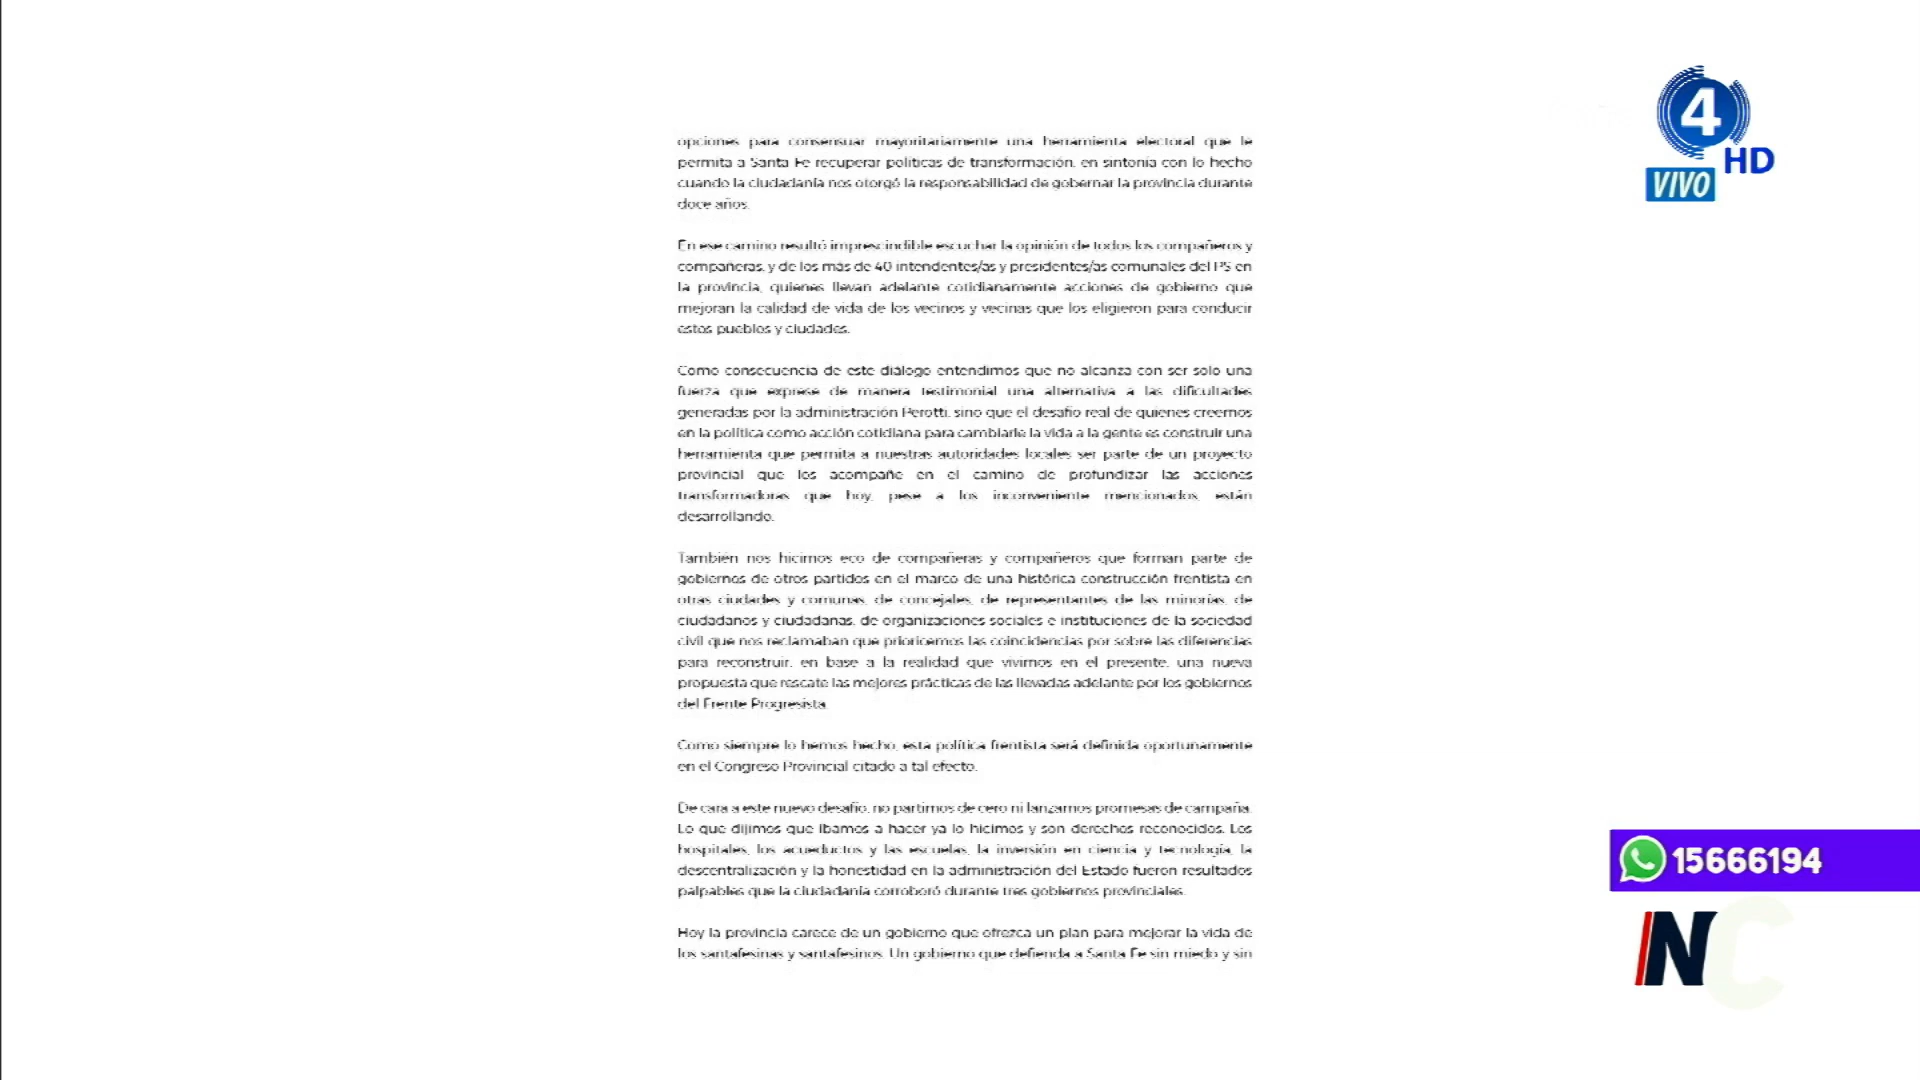 opciones para consensuar mayoritariamente una herramienta electoral que le
permita a Santa Fe recuperar políticas de transformación, en sintonía con lo hecho
cuando la ciudadanía nos otorgó la responsabilidad de gobernar la provincia durante
doce años.
En ese camino resultó imprescindible escuchar la opinión de todos los compañeros y
compañeras, y de los más de 40 intendentes/as y presidentes/as comunales del PS en
la provincia, quienes llevan adelante cotidianamente acciones de gobierno que
mejoran la calidad de vida de los vecinos y vecinas que los eligieron para conducir
estos pueblos y ciudades.
Como consecuencia de este diálogo entendimos que no alcanza con ser solo una
fuerza que exprese de manera testimonial una alternativa a las dificultades
generadas por la administración Perotti, sino que el desafío real de quienes creemos
en la política como acción cotidiana para cambiarle la vida a la gente es construir una
herramienta que permita a nuestras autoridades locales ser parte de un proyecto
provincial que los acompañe en el camino de profundizar las acciones
transformadoras que hoy, pese a los inconveniente mencionados, están
desarrollando.
También nos hicimos eco de compañeras y compañeros que forman parte de
gobiernos de otros partidos en el marco de una histórica construcción frentista en
otras ciudades y comunas, de concejales, de representantes de las minorías, de
ciudadanos y ciudadanas, de organizaciones sociales e instituciones de la sociedad
civil que nos reclamaban que prioricemos las coincidencias por sobre las diferencias
para reconstruir, en base a la realidad que vivimos en el presente, una nueva
propuesta que rescate las mejores prácticas de las llevadas adelante por los gobiernos
del Frente Progresista.
Como siempre lo hemos hecho, esta política frentista será definida oportunamente
en el Congreso Provincial citado a tal efecto.
De cara a este nuevo desafío, no partimos de cero ni lanzamos promesas de campaña.
Lo que dijimos que íbamos a hacer ya lo hicimos y son derechos reconocidos. Los
hospitales, los acueductos y las escuelas, la inversión en ciencia y tecnología, la
descentralización y la honestidad en la administración del Estado fueron resultados
palpables que la ciudadanía corroboró durante tres gobiernos provinciales.
Hoy la provincia carece de un gobierno que ofrezca un plan para mejorar la vida de
los santafesinas y santafesinos. Un gobierno que defienda a Santa Fe sin miedo y sin
4
HD
VIVO
15666194
NC